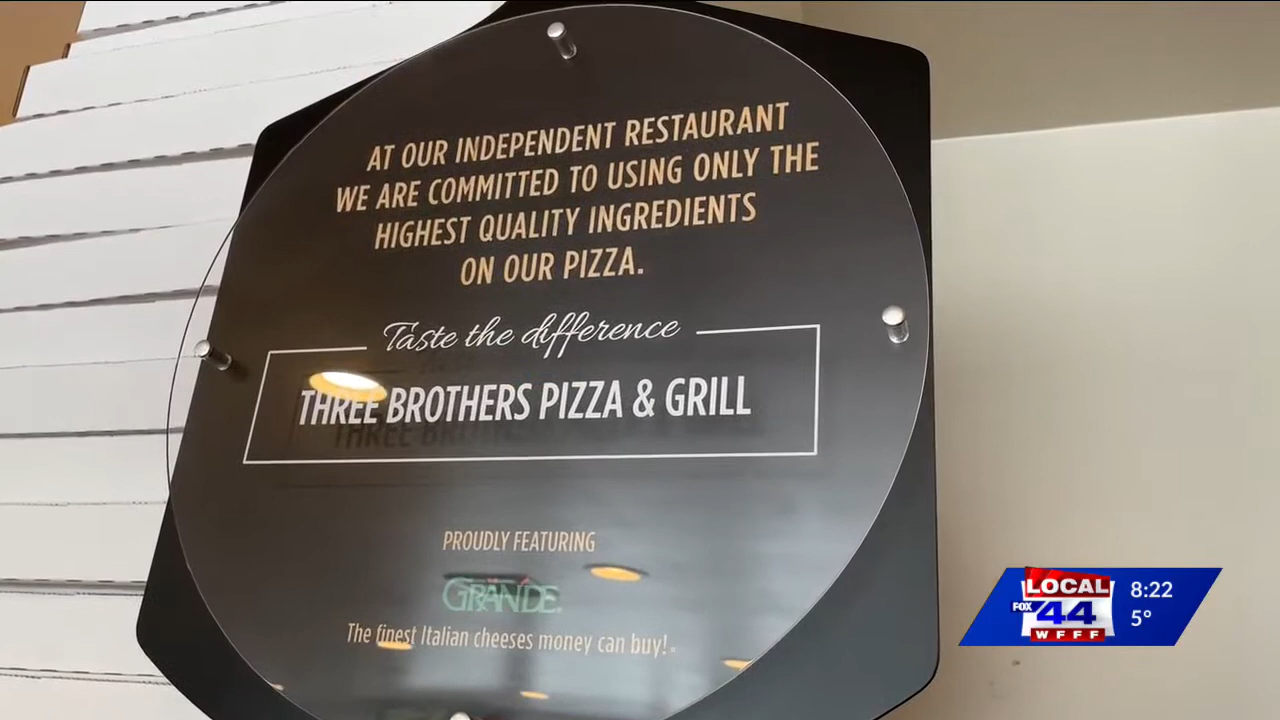 AT OUR INDEPENDENT RESTAURANT
WE ARE COMMITTED TO USING ONLY THE
HIGHEST QUALITY INGREDIENTS
ON OUR PIZZA.
Taste the difference
THREE BROTHERS PIZZA & GRILL
PROUDLY FEATURING
GRANDE
The finest Italian cheeses money can buy!
LOCAL
FOX 44
WFFF
8:22
5°